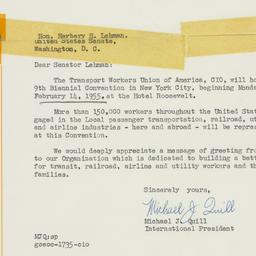 Hon. Herbery H. Lehman.
United States Senate,
Washington, D. C.
Dear Senator Lehman:
The Transport Workers Union of America, CIO, will ho
9th Biennial Convention in New York City, beginning Monda
February 14, 1955, at the Hotel Roosevelt.
More than 150,000 workers throughout the United Stat
gaged in the Local passenger transportation, railroad, ut
and airline industries - here and abroad - will be repres
at this Convention.
We would deeply appreciate a message of greeting fro
to our Organization which is dedicated to building a bett
for transit, railroad, airline and utility workers and th
families.
Sincerely yours,
Michael J. Quill
Michael J. Quill
International President
MJQ:sp
gsuoc-1735-cio